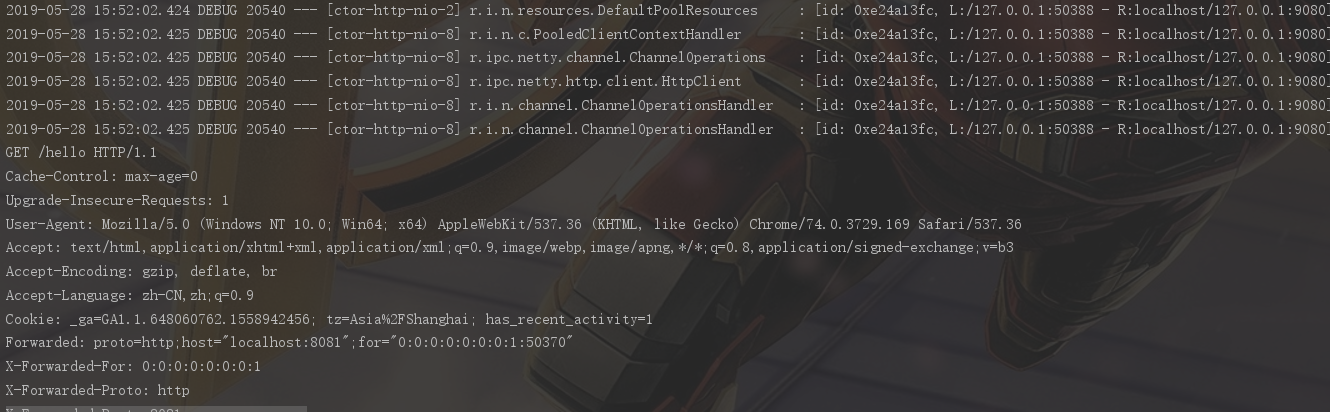 2019-05-28 15:52:02.424 DEBUG 20540 --- [ctor-http-nio-2] r.i.n.resources.DefaultPoolResources     : [id: 0xe24a13fc, L:/127.0.0.1:50388 - R:localhost/127.0.0.1:9080]
2019-05-28 15:52:02.425 DEBUG 20540 --- [ctor-http-nio-8] r.i.n.c.PooledClientContextHandler       : [id: 0xe24a13fc, L:/127.0.0.1:50388 - R:localhost/127.0.0.1:9080]
2019-05-28 15:52:02.425 DEBUG 20540 --- [ctor-http-nio-8] r.ipc.netty.channel.ChannelOperations    : [id: 0xe24a13fc, L:/127.0.0.1:50388 - R:localhost/127.0.0.1:9080]
2019-05-28 15:52:02.425 DEBUG 20540 --- [ctor-http-nio-8] r.ipc.netty.http.client.HttpClient       : [id: 0xe24a13fc, L:/127.0.0.1:50388 - R:localhost/127.0.0.1:9080]
2019-05-28 15:52:02.425 DEBUG 20540 --- [ctor-http-nio-8] r.i.n.channel.ChannelOperationsHandler   : [id: 0xe24a13fc, L:/127.0.0.1:50388 - R:localhost/127.0.0.1:9080]
2019-05-28 15:52:02.425 DEBUG 20540 --- [ctor-http-nio-8] r.i.n.channel.ChannelOperationsHandler   : [id: 0xe24a13fc, L:/127.0.0.1:50388 - R:localhost/127.0.0.1:9080]
GET /hello HTTP/1.1
Cache-Control: max-age=0
Upgrade-Insecure-Requests: 1
User-Agent: Mozilla/5.0 (Windows NT 10.0; Win64; x64) AppleWebKit/537.36 (KHTML, like Gecko) Chrome/74.0.3729.169 Safari/537.36
Accept: text/html,application/xhtml+xml,application/xml;q=0.9,image/webp,image/apng,*/*;q=0.8,application/signed-exchange;v=b3
Accept-Encoding: gzip, deflate, br
Accept-Language: zh-CN,zh;q=0.9
Cookie: _ga=GA1.1.648060762.1558942456; tz=Asia%2FShanghai; has_recent_activity=1
Forwarded: proto=http;host="localhost:8081";for="0:0:0:0:0:0:0:1:50370"
X-Forwarded-For: 0:0:0:0:0:0:0:1
X-Forwarded-Proto: http